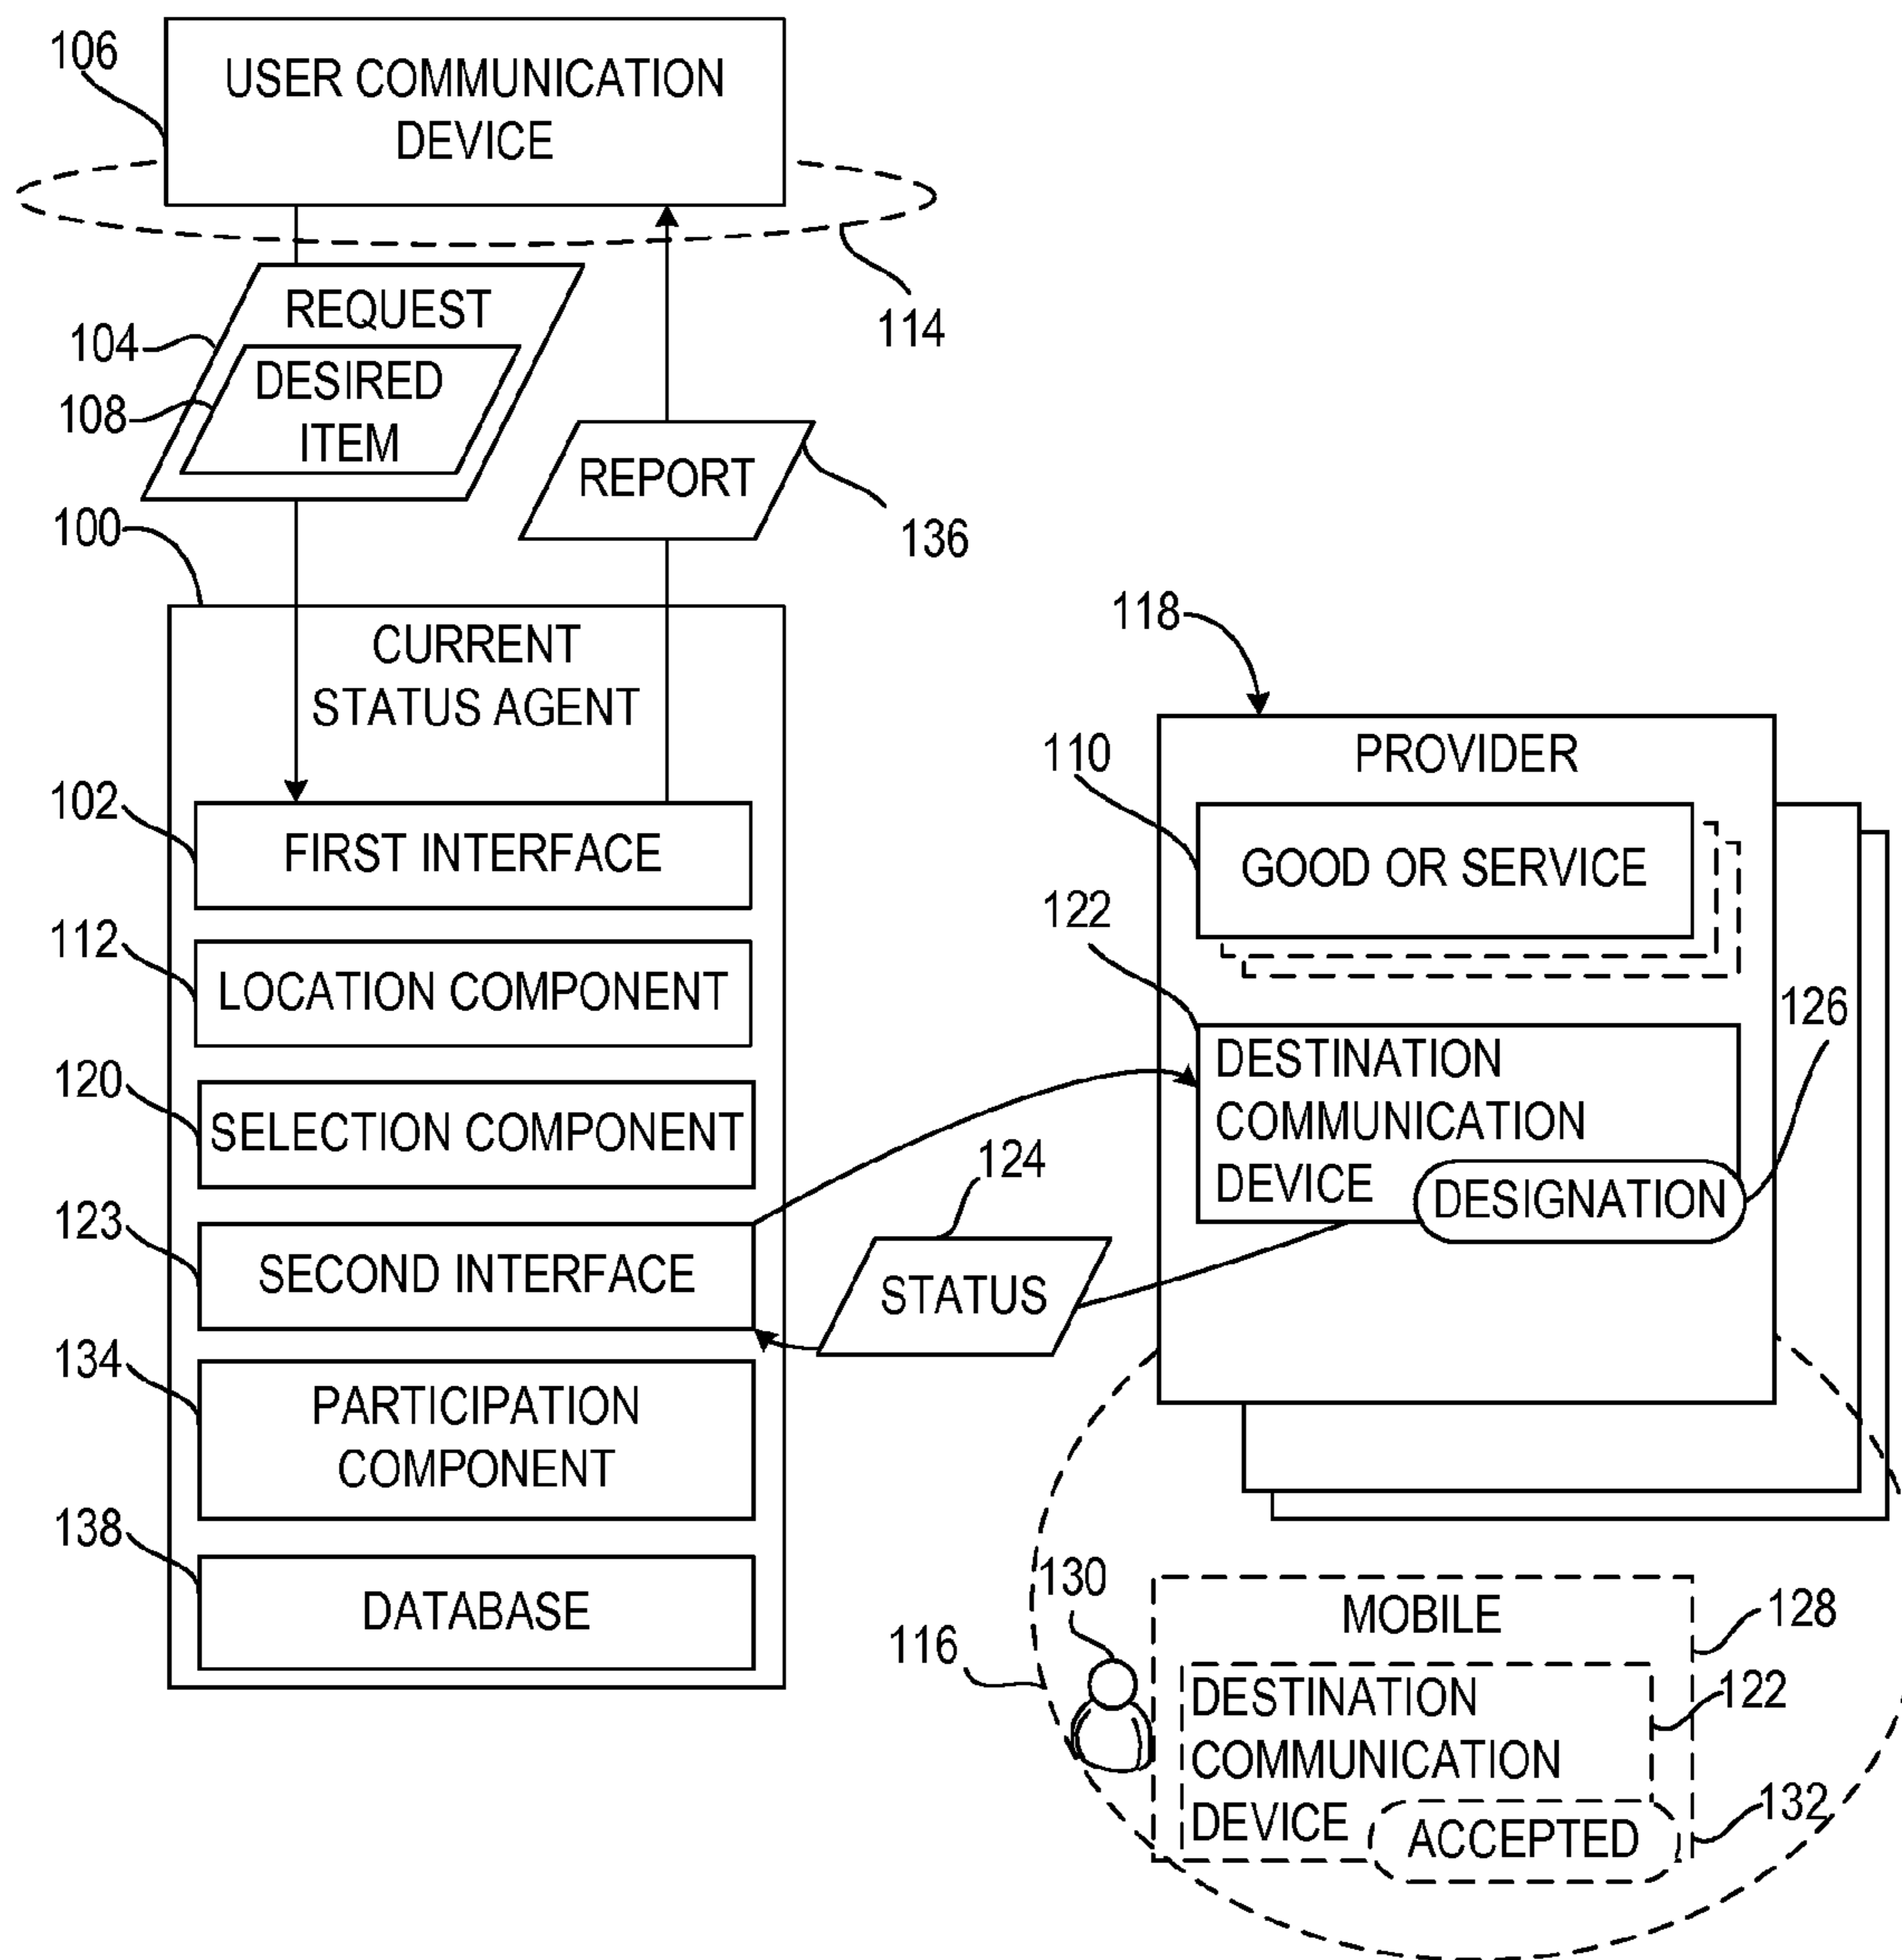 106
USER COMMUNICATION
DEVICE
114
REQUEST
104
DESIRED
ITEM
108
REPORT
136
100
CURRENT
STATUS AGENT
102
FIRST INTERFACE
112
LOCATION COMPONENT
120
SELECTION COMPONENT
123
SECOND INTERFACE
134
PARTICIPATION
COMPONENT
138
DATABASE
124
STATUS
118
PROVIDER
110
GOOD OR SERVICE
122
DESTINATION
COMMUNICATION
DEVICE
126
DESIGNATION
116
130
MOBILE
128
DESTINATION
COMMUNICATION
DEVICE
122
ACCEPTED
132